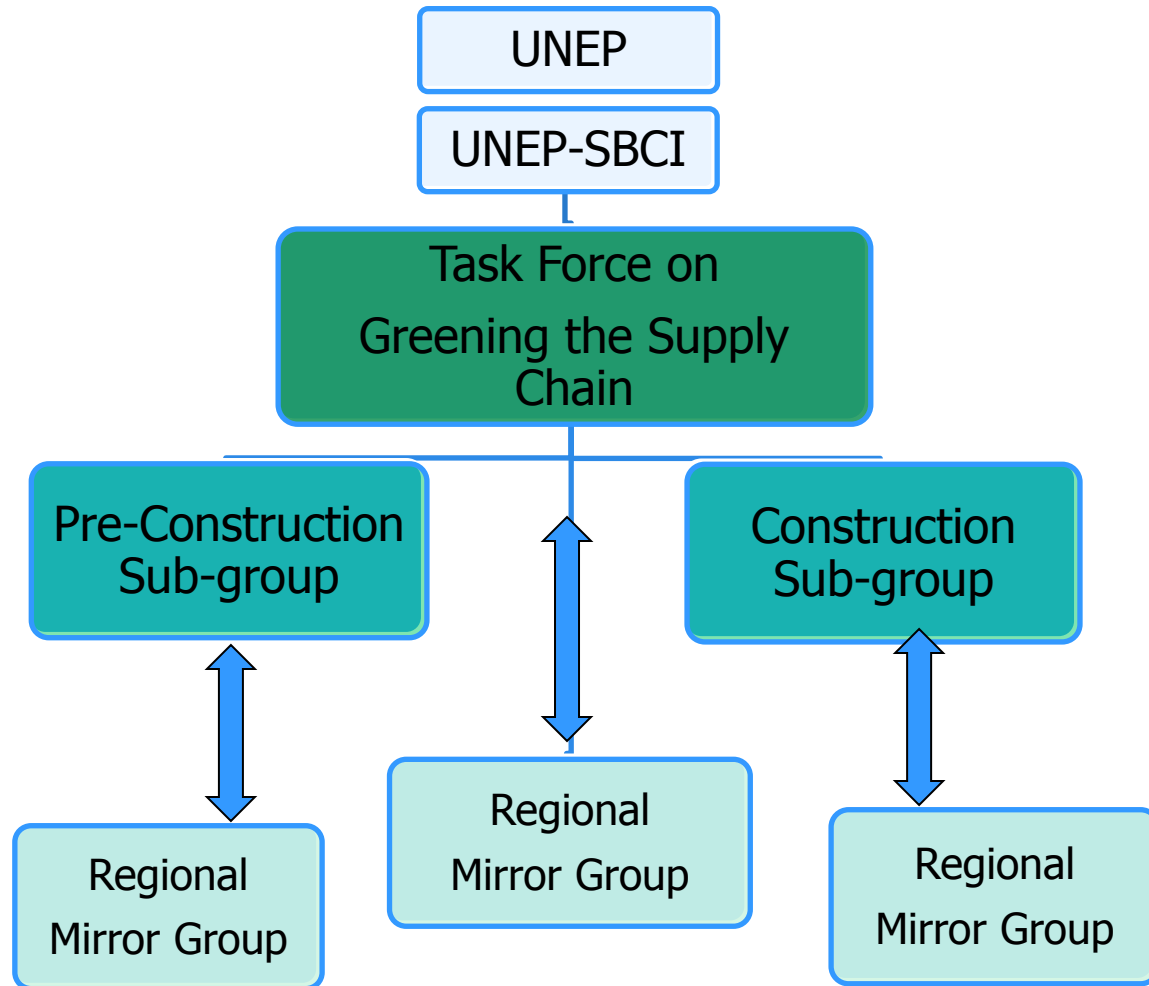 UNEP
UNEP-SBCI
Task Force on
Greening the Supply
Chain
Pre-Construction
Sub-group
Construction
Sub-group
Regional
Mirror Group
Regional
Mirror Group
Regional
Mirror Group